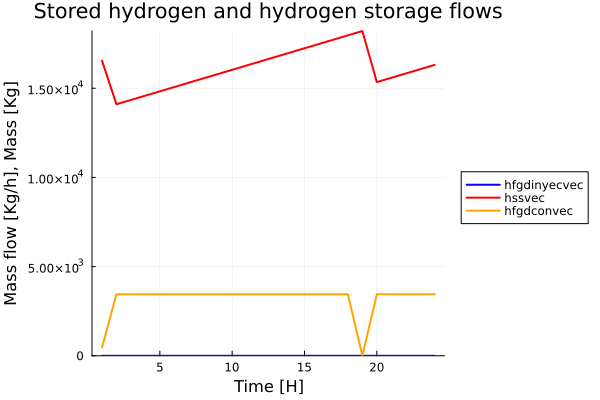 Stored hydrogen and hydrogen storage flows
Mass flow [Kg/h], Mass [Kg]
1.50×10⁴
1.00×10⁴
5.00×10³
0
5
10
15
20
Time [H]
hfgdinyecvec
hssvec
hfgdconvec